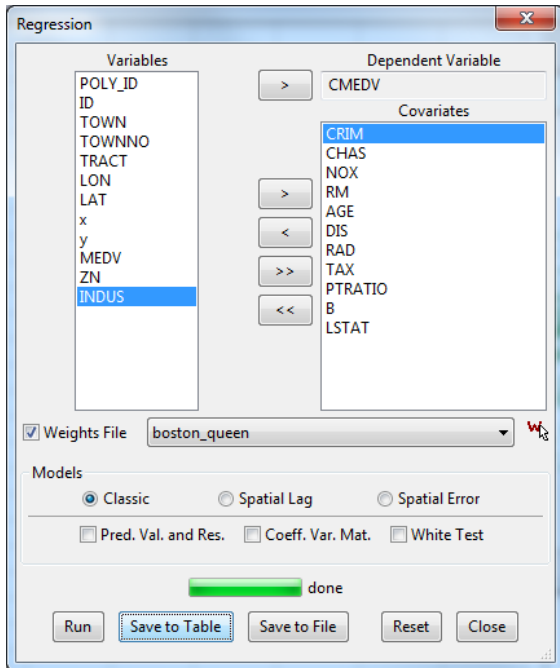 Regression
Variables
POLY_ID
ID
TOWN
TOWNNO
TRACT
LON
LAT
x
y
MEDV
ZN
INDUS
>
Dependent Variable
CMEDV
Covariates
CRIM
CHAS
NOX
RM
AGE
DIS
RAD
TAX
PTRATIO
B
LSTAT
>
<
>>
<<
Weights File boston_queen
W
Models
Classic Spatial Lag Spatial Error
Pred. Val. and Res. Coeff. Var. Mat. White Test
done
Run Save to Table Save to File Reset Close